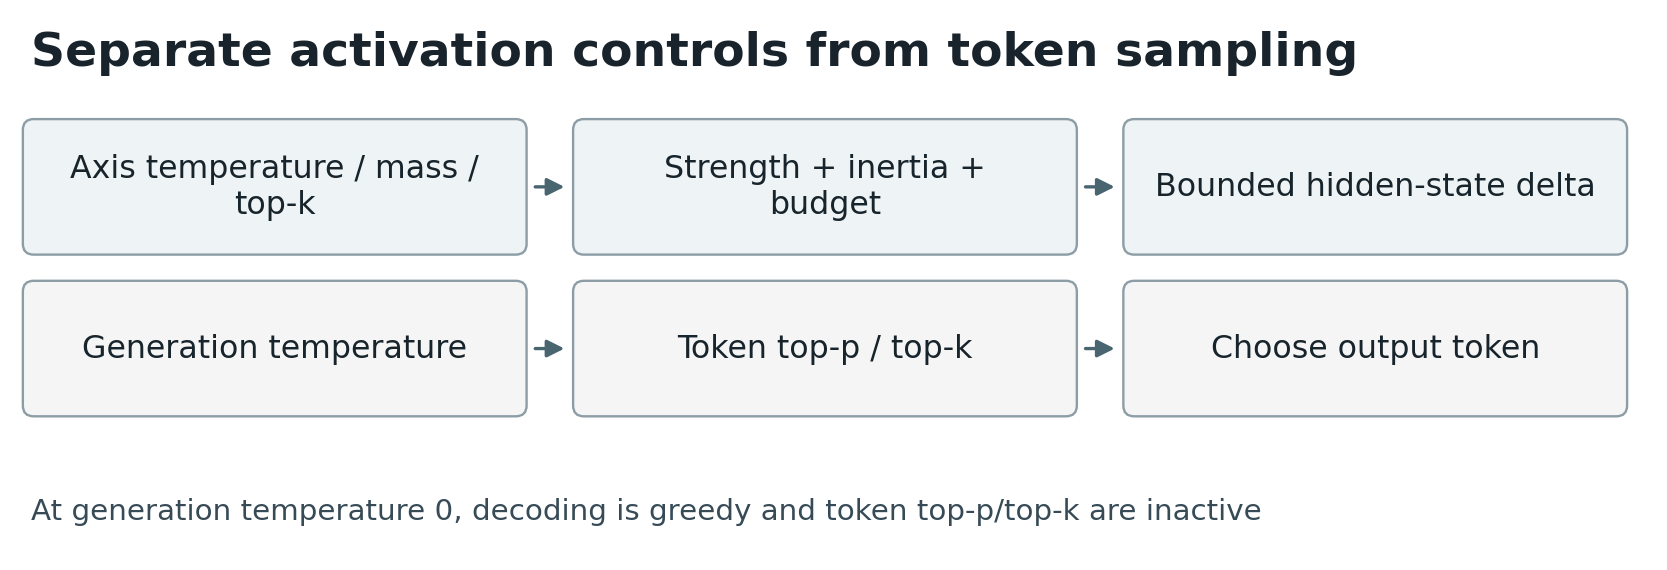 Separate activation controls from token sampling
Axis temperature / mass /
top-k
Strength + inertia +
budget
Bounded hidden-state delta
Generation temperature
Token top-p / top-k
Choose output token
At generation temperature 0, decoding is greedy and token top-p/top-k are inactive